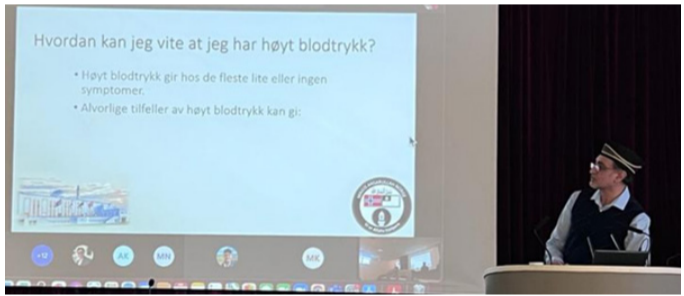 Hvordan kan jeg vite at jeg har høyt blodtrykk?
• Høyt blodtrykk gir hos de fleste lite eller ingen
symptomer.
• Alvorlige tilfeller av høyt blodtrykk kan gi:
+12
AK
MN
MK